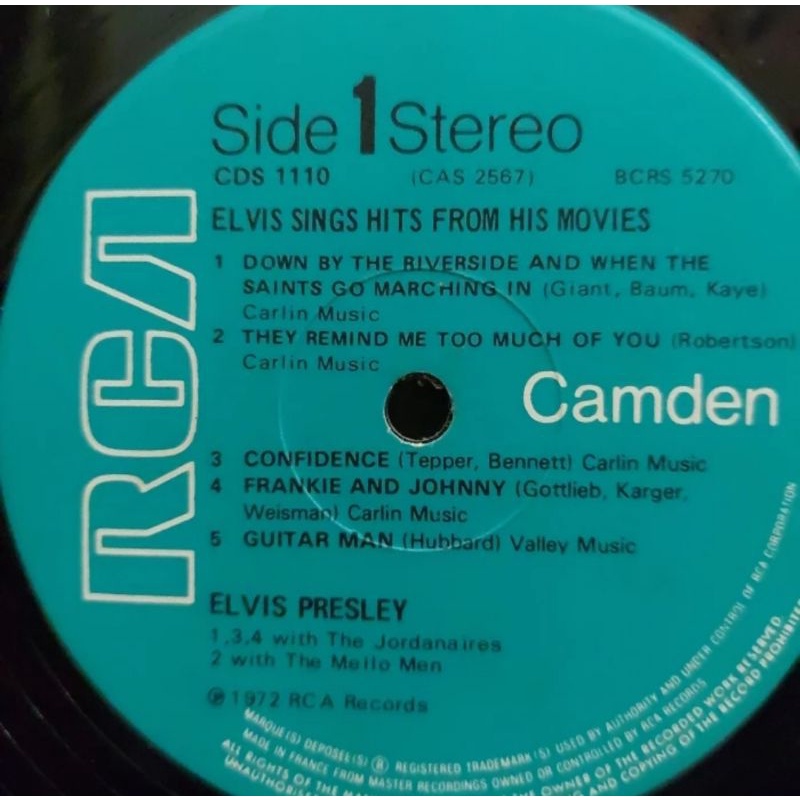 Side 1 Stereo
CDS 1110 (CAS 2567) BCRS 5270
ELVIS SINGS HITS FROM HIS MOVIES
1 DOWN BY THE RIVERSIDE AND WHEN THE
SAINTS GO MARCHING IN (Giant, Baum, Kaye)
Carlin Music
2 THEY REMIND ME TOO MUCH OF YOU (Robertson)
Carlin Music
RCA
Camden
3 CONFIDENCE (Tepper, Bennett) Carlin Music
4 FRANKIE AND JOHNNY (Gottlieb, Karger,
Weisman) Carlin Music
5 GUITAR MAN (Hubbard) Valley Music
ELVIS PRESLEY
1,3,4 with The Jordanaires
2 with The Mello Men
℗ 1972 RCA Records
MARQUE(S) DEPOSEE(S) ® REGISTERED TRADEMARK(S) USED BY AUTHORITY AND UNDER CONTROL OF RCA CORPORATION
MADE IN FRANCE FROM MASTER RECORDINGS OWNED OR CONTROLLED BY RCA RECORDS
ALL RIGHTS OF THE OWNER OF THE RECORDED WORK RESERVED
UNAUTHORISED AND COPYING OF THE RECORD PROHIBITED